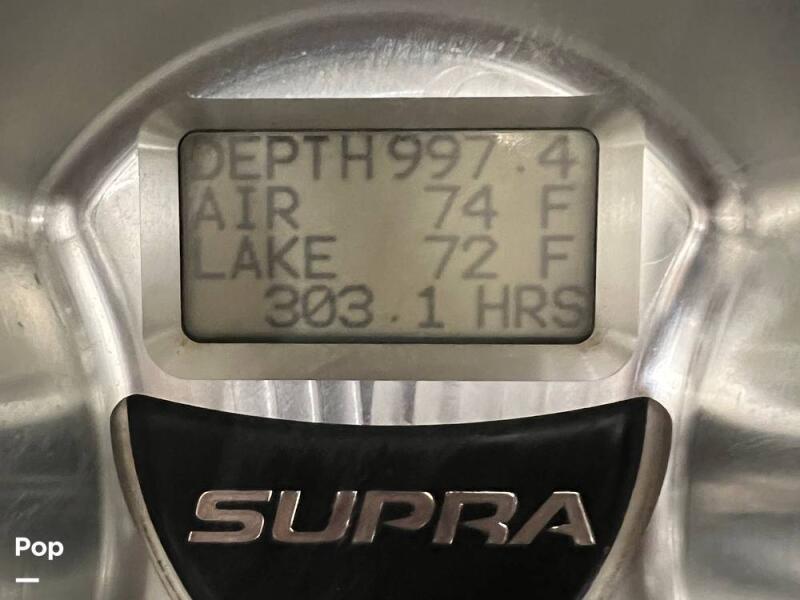 DEPTH 997.4
AIR 74 F
LAKE 72 F
303.1 HRS
SUPRA
Pop